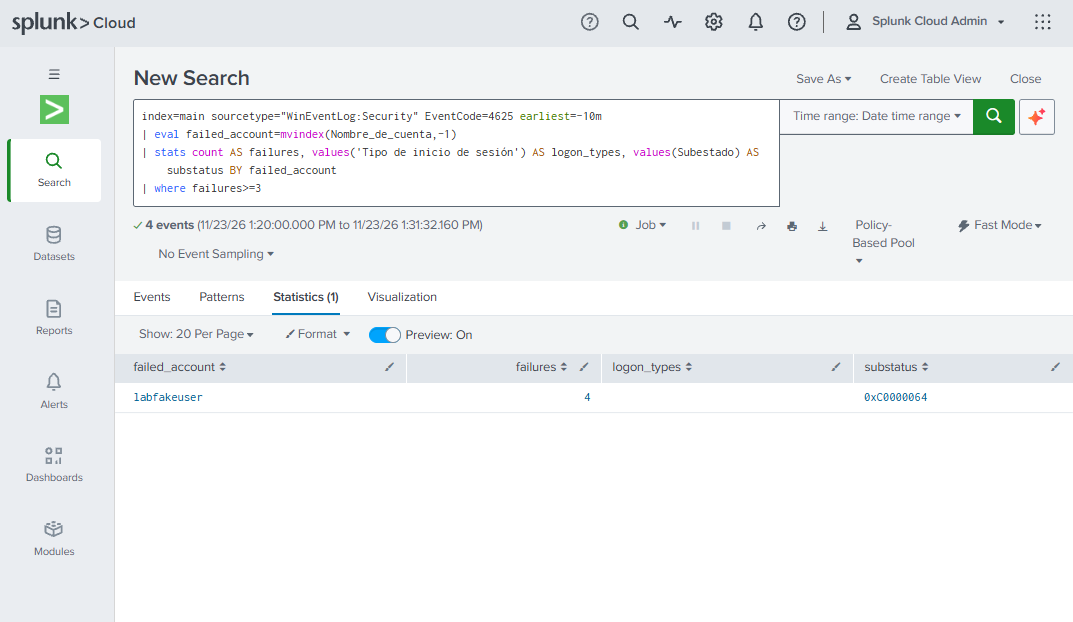 splunk> Cloud
Splunk Cloud Admin
New Search
Save As
Create Table View
Close
index=main sourcetype="WinEventLog:Security" EventCode=4625 earliest=-10m
| eval failed_account=mvindex(Nombre_de_cuenta,-1)
| stats count AS failures, values('Tipo de inicio de sesión') AS logon_types, values(Subestado) AS
substatus BY failed_account
| where failures>=3
Time range: Date time range
4 events (11/23/26 1:20:00.000 PM to 11/23/26 1:31:32.160 PM)
Job
Policy-
Based Pool
Fast Mode
No Event Sampling
Search
Datasets
Reports
Alerts
Dashboards
Modules
Events
Patterns
Statistics (1)
Visualization
Show: 20 Per Page
Format
Preview: On
failed_account
failures
logon_types
substatus
labfakeuser
4
0xC0000064